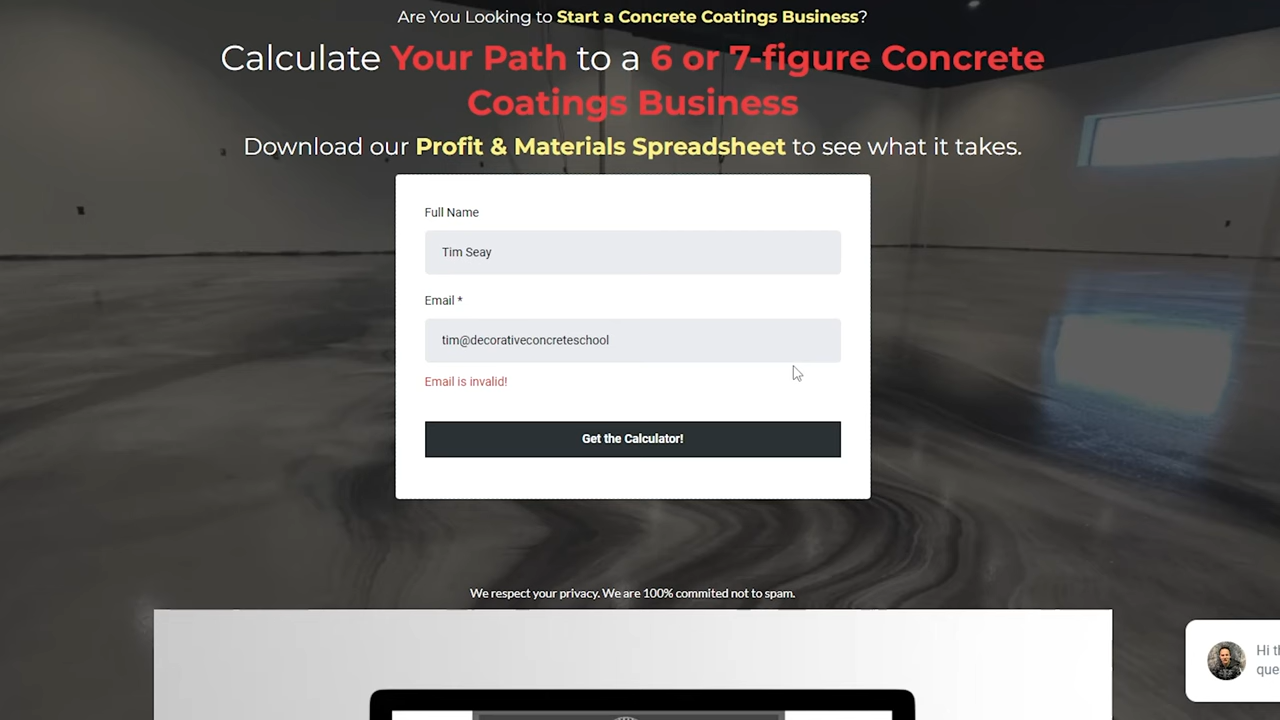 Are You Looking to Start a Concrete Coatings Business?
Calculate Your Path to a 6 or 7-figure Concrete
Coatings Business
Download our Profit & Materials Spreadsheet to see what it takes.
Full Name
Tim Seay
Email *
tim@decorativeconcreteschool
Email is invalid!
Get the Calculator!
We respect your privacy. We are 100% commited not to spam.
Hi